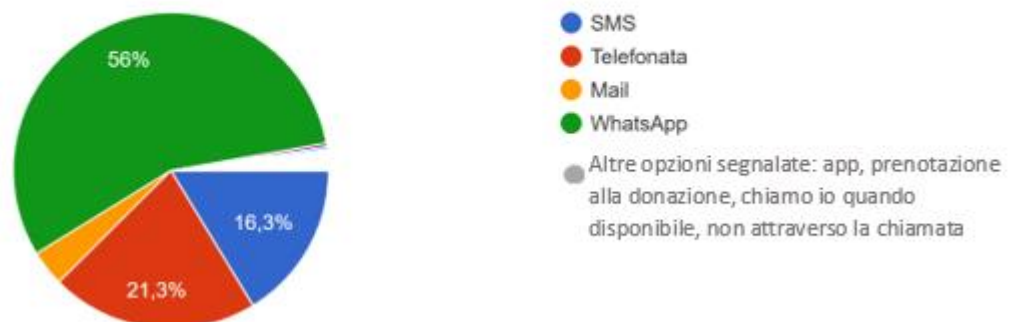 56%
16,3%
21,3%
SMS
Telefonata
Mail
WhatsApp
Altre opzioni segnalate: app, prenotazione
alla donazione, chiamo io quando
disponibile, non attraverso la chiamata